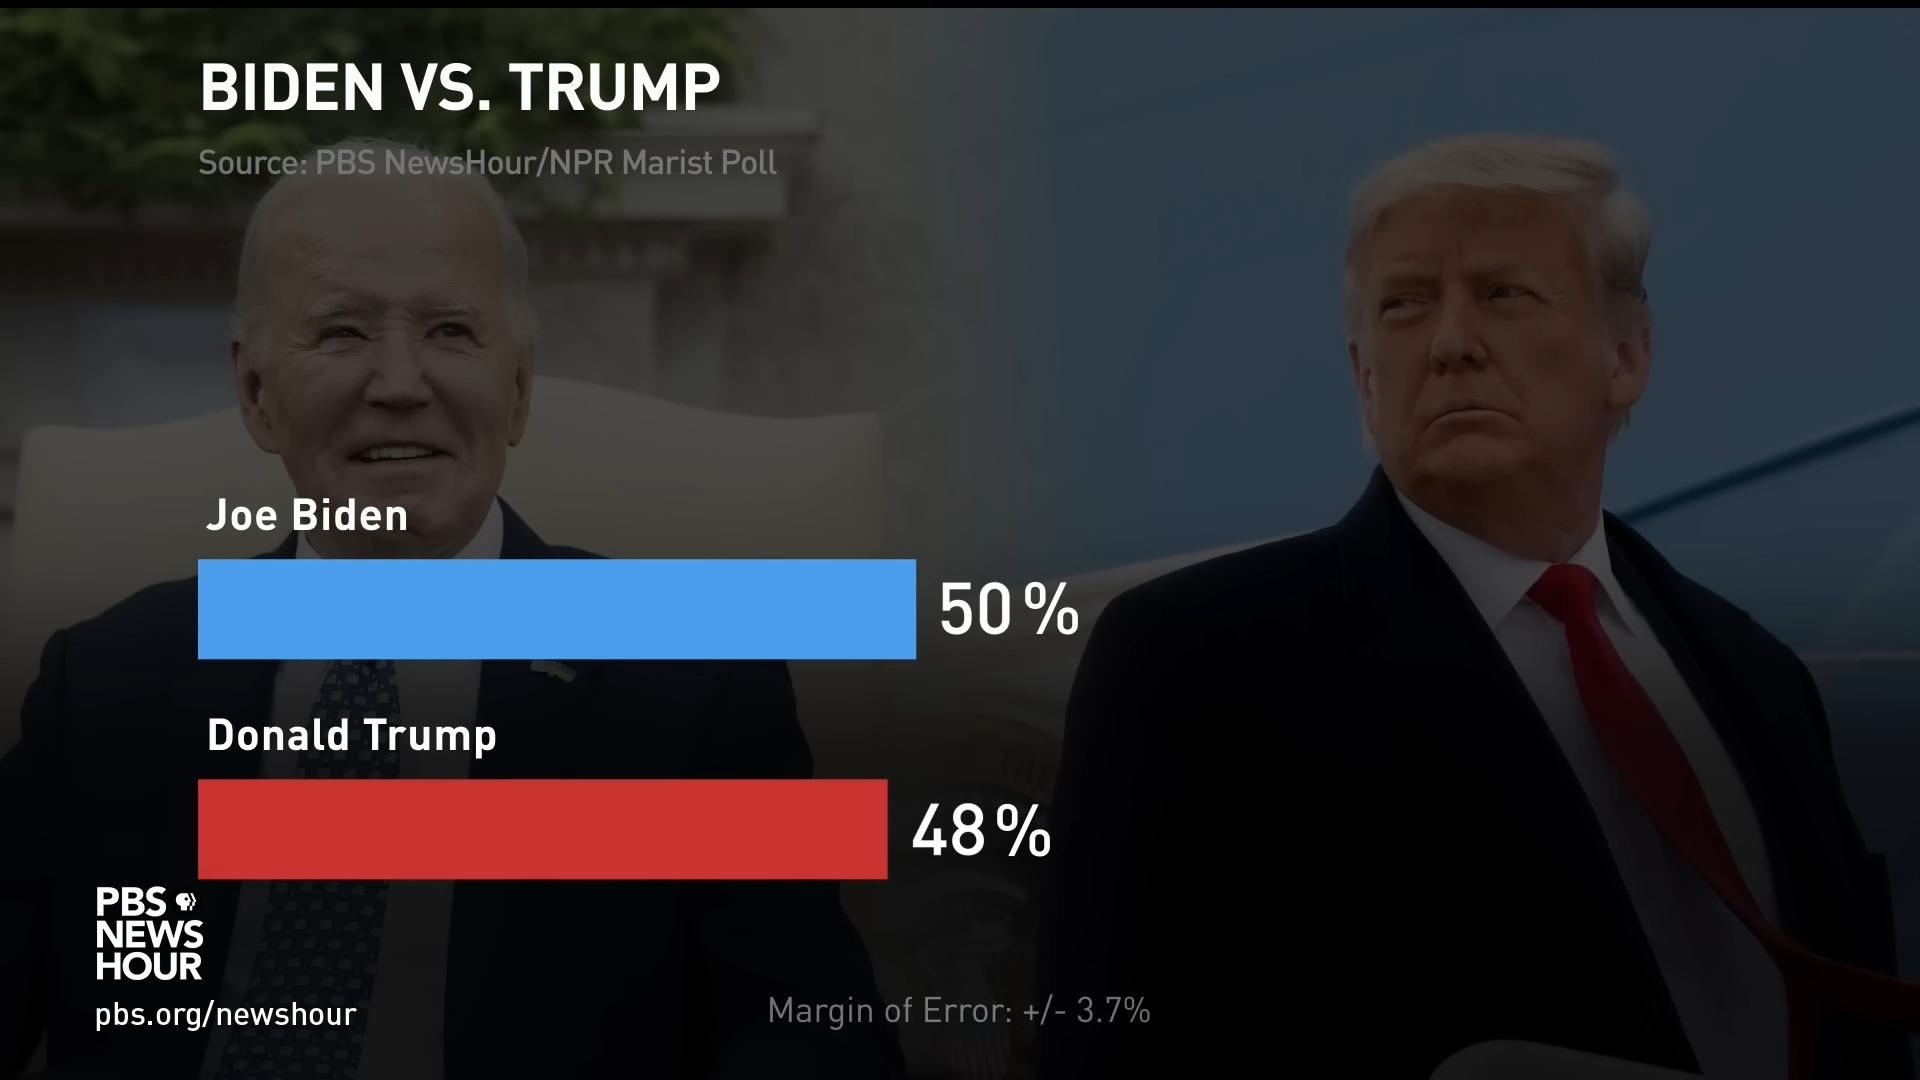 BIDEN VS. TRUMP
Source: PBS NewsHour/NPR Marist Poll
Joe Biden
50%
Donald Trump
48%
PBS
NEWS
HOUR
pbs.org/newshour
Margin of Error: +/- 3.7%